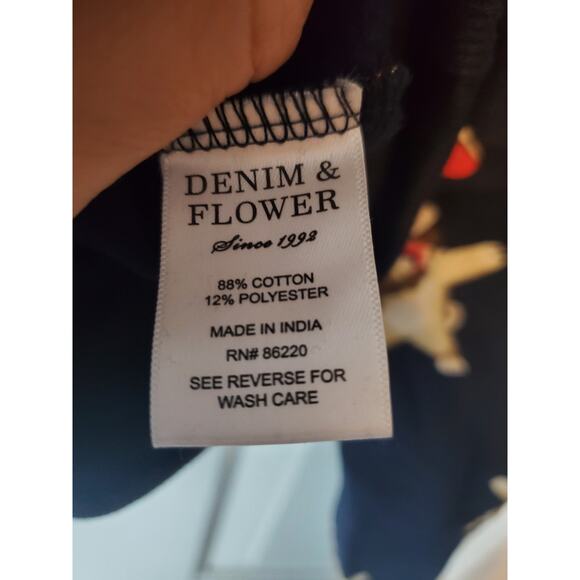 DENIM &
FLOWER
Since 1992
88% COTTON
12% POLYESTER
MADE IN INDIA
RN# 86220
SEE REVERSE FOR
WASH CARE